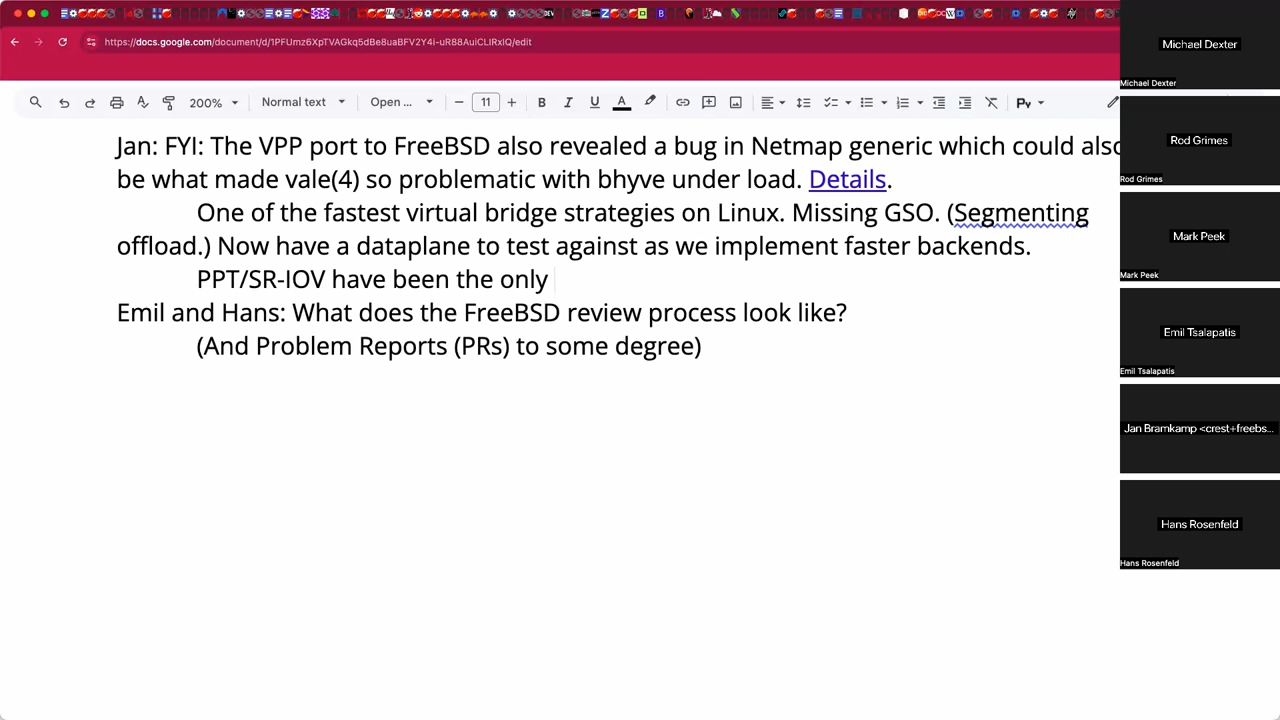 https://docs.google.com/document/d/1PFUmz6XpTVAGkq5dBe8uaBFV2Y4i-uR88AuiCLIRxIQ/edit
200%
Normal text
Open ...
11
Jan: FYI: The VPP port to FreeBSD also revealed a bug in Netmap generic which could also
be what made vale(4) so problematic with bhyve under load. Details.
One of the fastest virtual bridge strategies on Linux. Missing GSO. (Segmenting
offload.) Now have a dataplane to test against as we implement faster backends.
PPT/SR-IOV have been the only
Emil and Hans: What does the FreeBSD review process look like?
(And Problem Reports (PRs) to some degree)
Michael Dexter
Michael Dexter
Rod Grimes
Rod Grimes
Mark Peek
Mark Peek
Emil Tsalapatis
Emil Tsalapatis
Jan Bramkamp <crest+freebs...
Hans Rosenfeld
Hans Rosenfeld